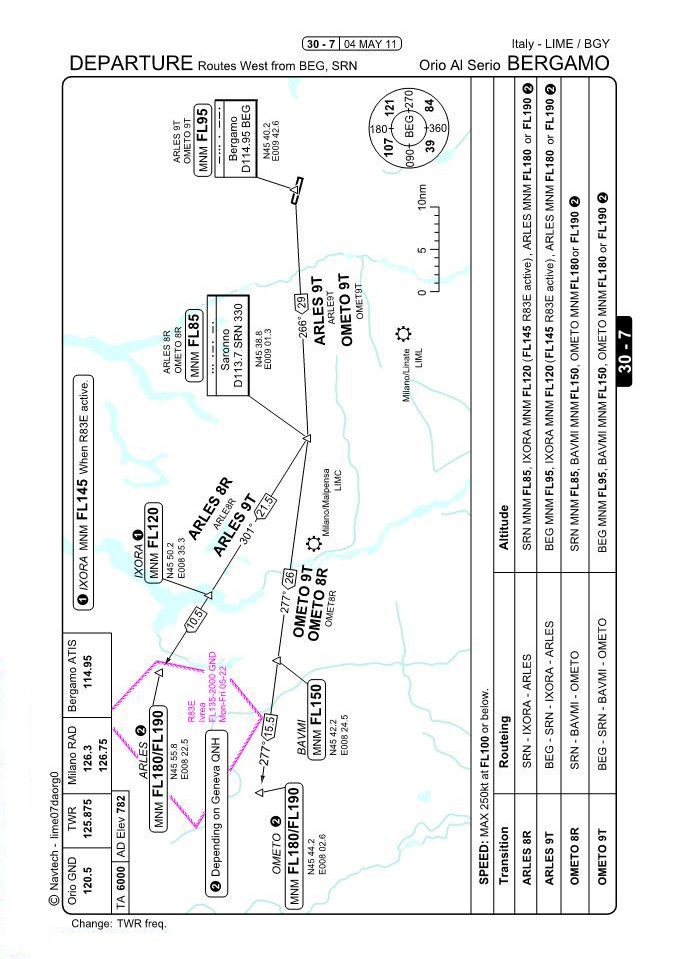 30 - 7 04 MAY 11
Italy - LIME / BGY
DEPARTURE Routes West from BEG, SRN
Orio Al Serio BERGAMO
© Navtech - lime07daorg0
Orio GND
120.5
TWR
125.875
Milano RAD
126.3
126.75
Bergamo ATIS
114.95
TA 6000
AD Elev 782
❶ IXORA MNM FL145 When R83E active.
❷ Depending on Geneva QNH
ARLES 9T
OMETO 9T
MNM FL95
Bergamo
D114.95 BEG
N45 40.2
E009 42.6
ARLES 8R
OMETO 8R
MNM FL85
Saronno
D113.7 SRN 330
N45 38.8
E009 01.3
IXORA ❶
MNM FL120
N45 50.2
E008 35.3
ARLES ❷
MNM FL180/FL190
N45 55.8
E008 22.5
BAVMI
MNM FL150
N45 42.2
E008 24.5
OMETO ❷
MNM FL180/FL190
N45 44.2
E008 02.6
R83E
Ivrea
FL135-2000 GND
Mon-Fri 05-22
266° 29
ARLES 9T
ARLE9T
OMETO 9T
OMET9T
ARLES 8R
ARLE8R
ARLES 9T
301° 21.5
10.5
277° 26
OMETO 9T
OMETO 8R
OMET8R
277° 15.5
Milano/Malpensa
LIMC
Milano/Linate
LIML
0 5 10nm
BEG
090
180
270
360
107
121
84
39
SPEED: MAX 250kt at FL100 or below.
Transition Routeing Altitude
ARLES 8R SRN - IXORA - ARLES SRN MNM FL85, IXORA MNM FL120 (FL145 R83E active), ARLES MNM FL180 or FL190 ❷
ARLES 9T BEG - SRN - IXORA - ARLES BEG MNM FL95, IXORA MNM FL120 (FL145 R83E active), ARLES MNM FL180 or FL190 ❷
OMETO 8R SRN - BAVMI - OMETO SRN MNM FL85, BAVMI MNM FL150, OMETO MNM FL180or FL190 ❷
OMETO 9T BEG - SRN - BAVMI - OMETO BEG MNM FL95, BAVMI MNM FL150, OMETO MNM FL180 or FL190 ❷
30 - 7
Change: TWR freq.